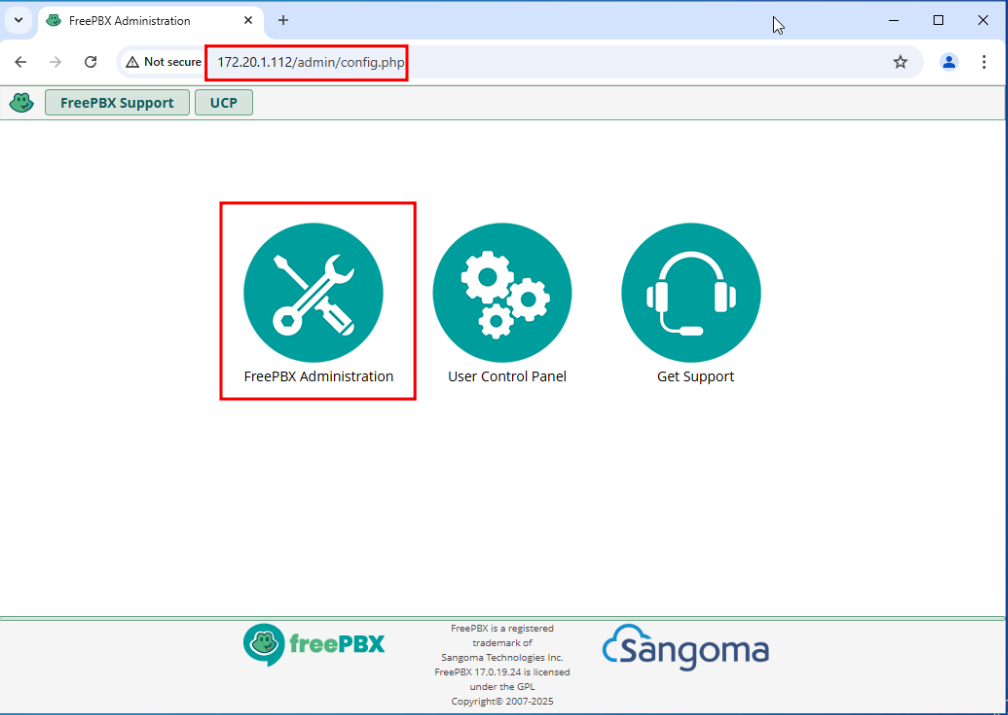 FreePBX Administration
Not secure
172.20.1.112/admin/config.php
FreePBX Support
UCP
FreePBX Administration
User Control Panel
Get Support
freePBX
FreePBX is a registered
trademark of
Sangoma Technologies Inc.
FreePBX 17.0.19.24 is licensed
under the GPL
Copyright© 2007-2025
Sangoma